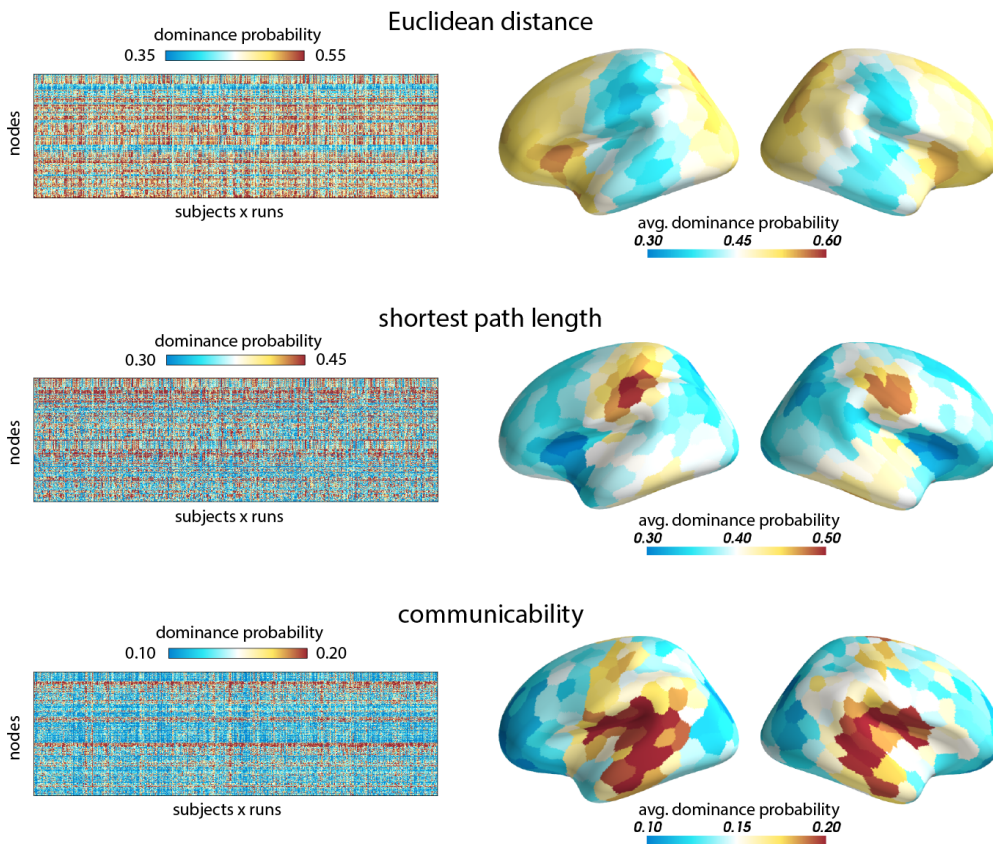 Euclidean distance
dominance probability
0.35 0.55
nodes
subjects x runs
avg. dominance probability
0.30 0.45 0.60
shortest path length
dominance probability
0.30 0.45
nodes
subjects x runs
avg. dominance probability
0.30 0.40 0.50
communicability
dominance probability
0.10 0.20
nodes
subjects x runs
avg. dominance probability
0.10 0.15 0.20